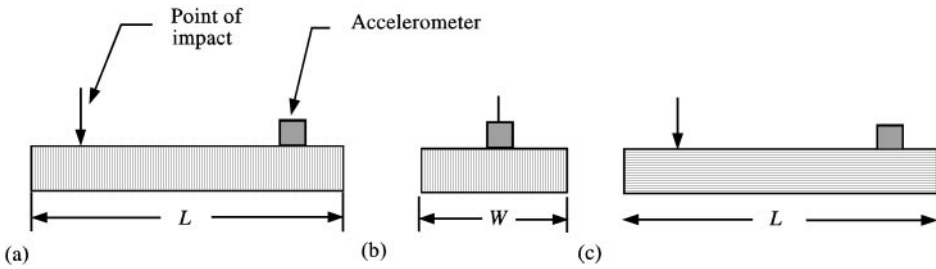 Point of
impact
Accelerometer
L
W
L
(a)
(b)
(c)